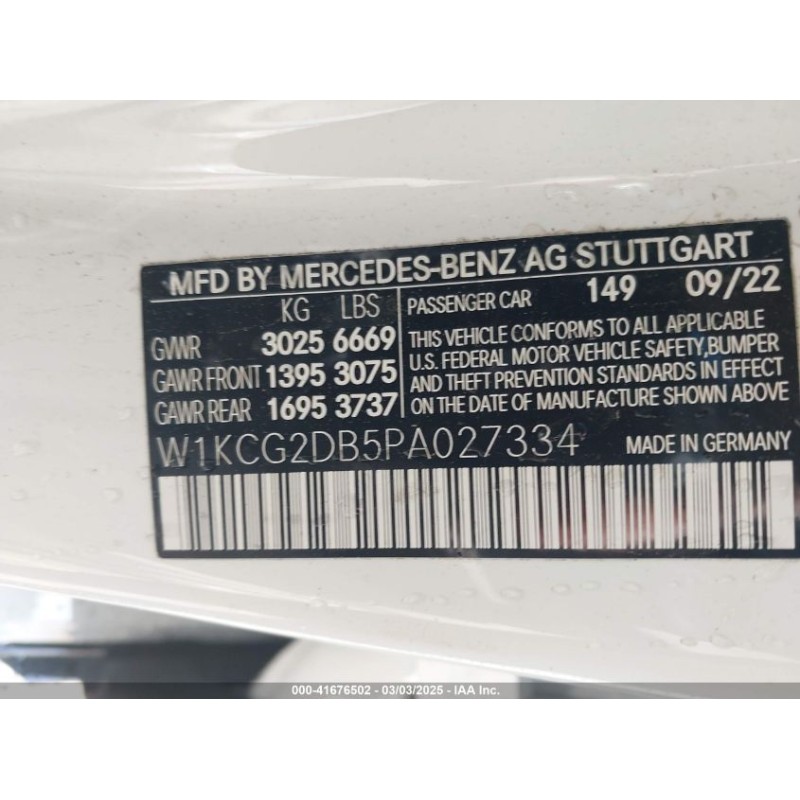 MFD BY MERCEDES-BENZ AG STUTTGART
KG LBS
GVWR 3025 6669
GAWR FRONT 1395 3075
GAWR REAR 1695 3737
PASSENGER CAR 149 09/22
THIS VEHICLE CONFORMS TO ALL APPLICABLE
U.S. FEDERAL MOTOR VEHICLE SAFETY,BUMPER
AND THEFT PREVENTION STANDARDS IN EFFECT
ON THE DATE OF MANUFACTURE SHOWN ABOVE
W1KCG2DB5PA027334
MADE IN GERMANY
000-41676502 - 03/03/2025 - IAA Inc.